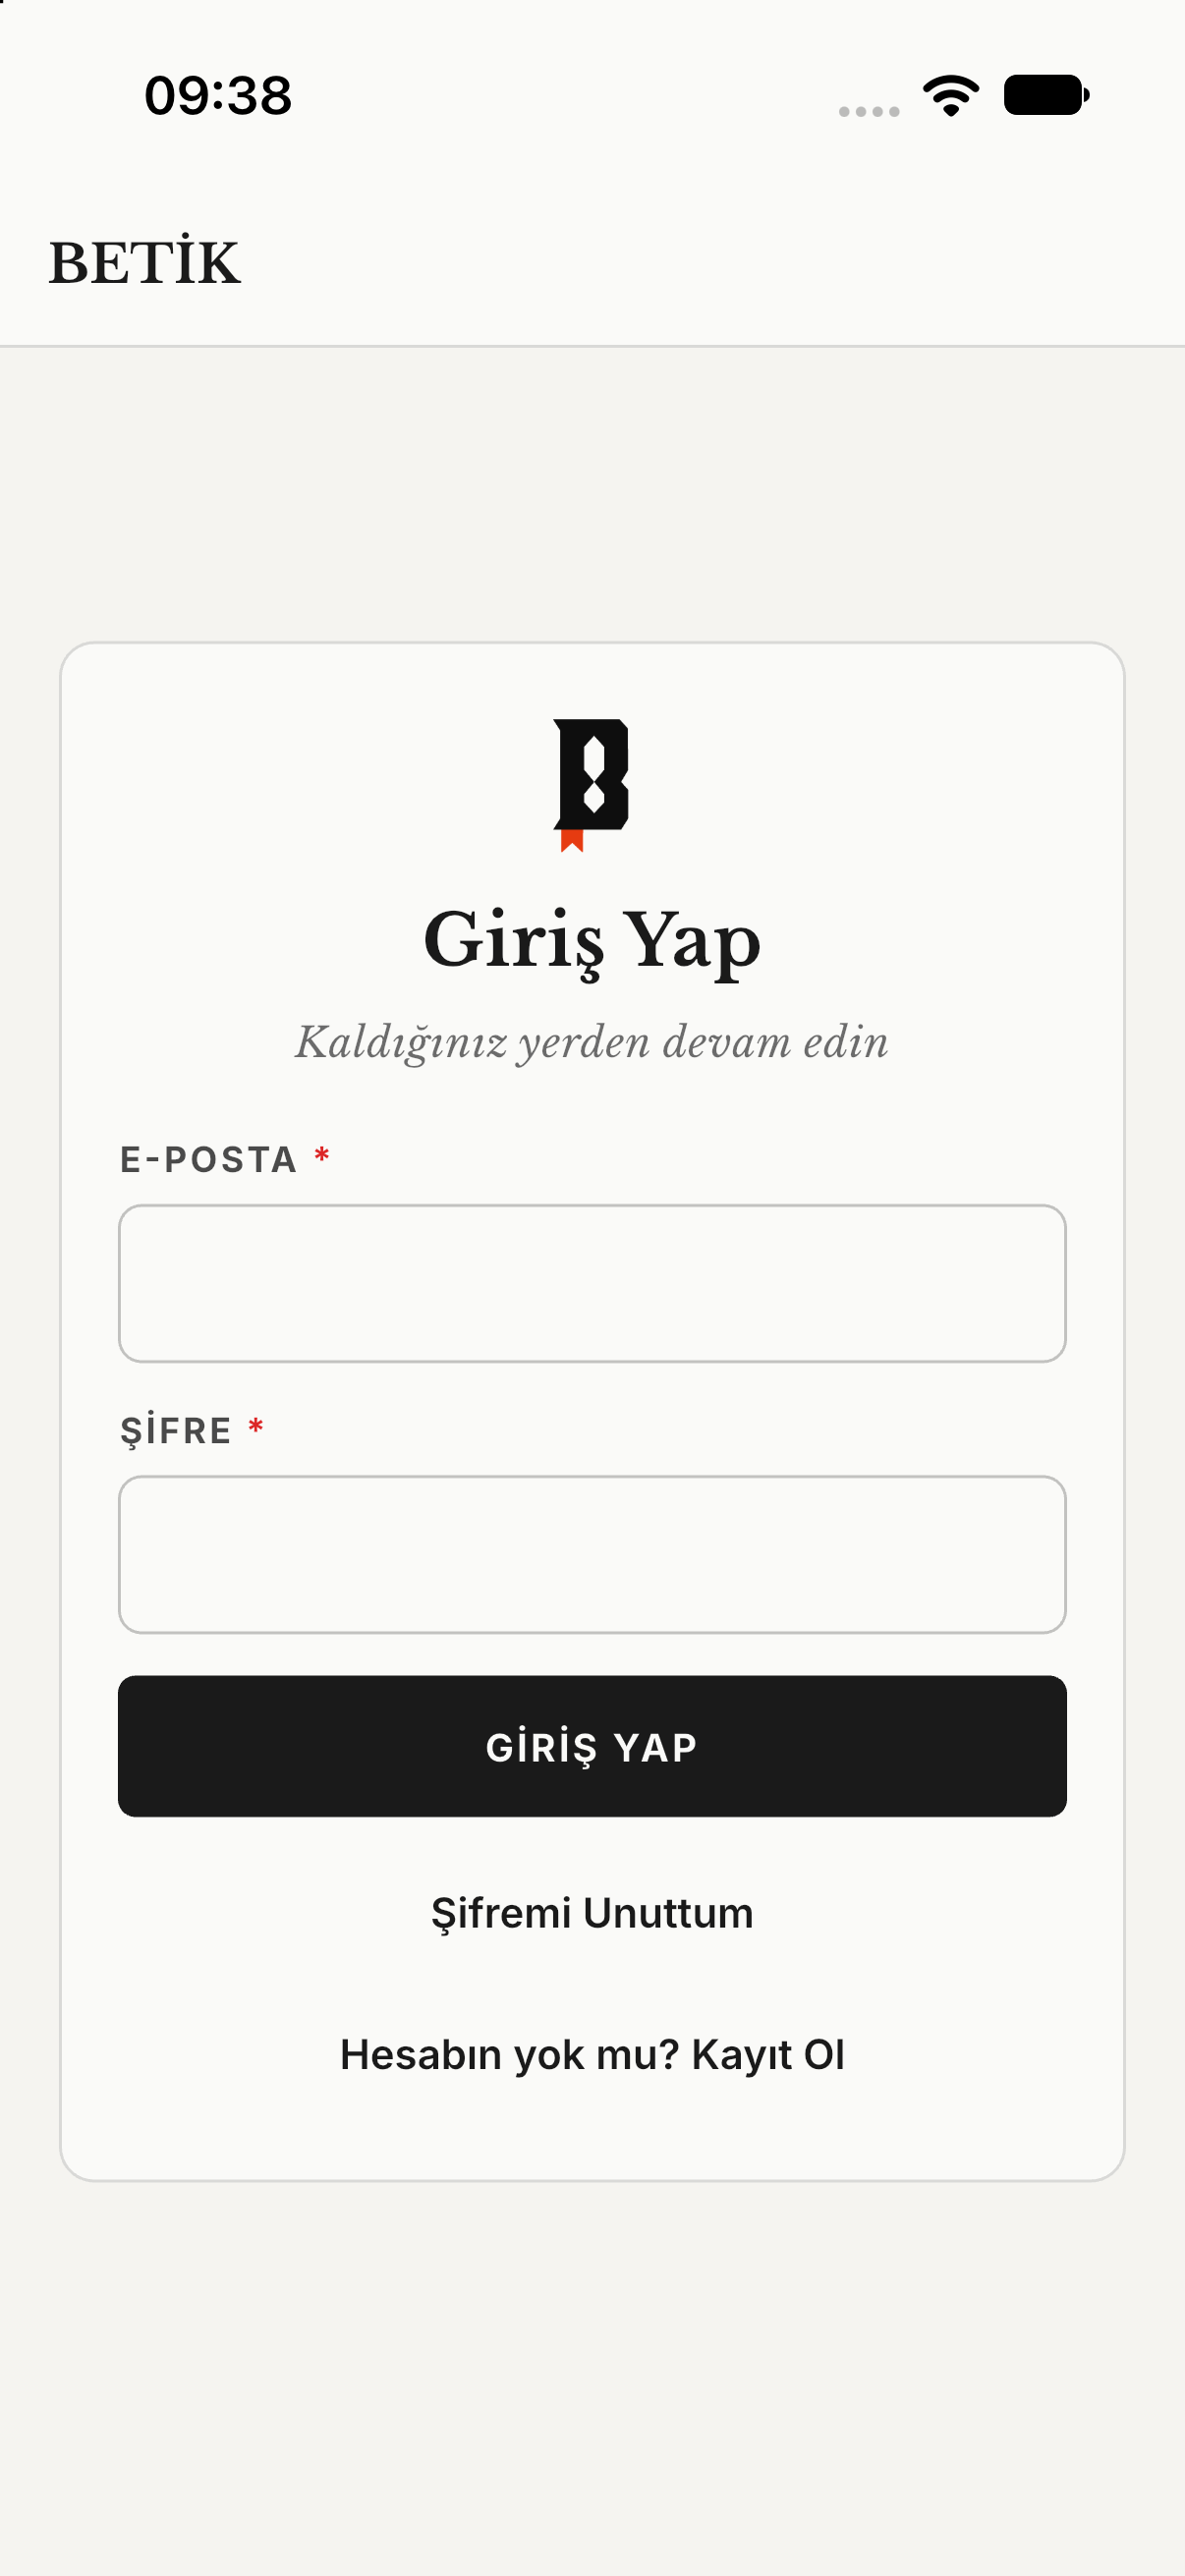 09:38
BETİK
B
Giriş Yap
Kaldığınız yerden devam edin
E-POSTA *
ŞİFRE *
GİRİŞ YAP
Şifremi Unuttum
Hesabın yok mu? Kayıt Ol